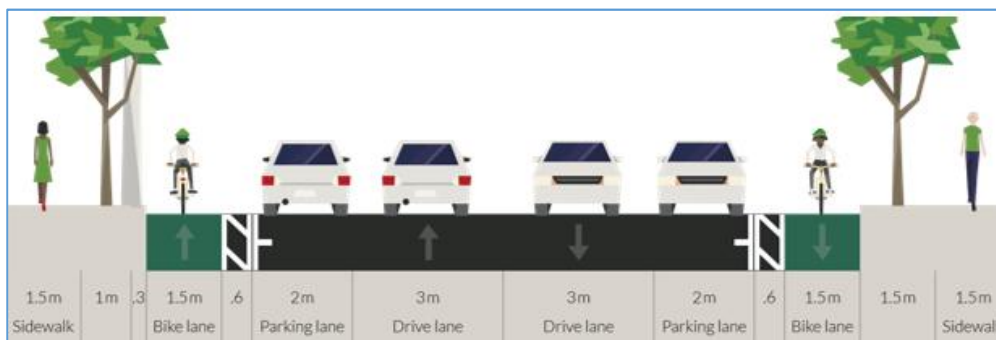 1.5m 1m .3 1.5m .6 2m 3m 3m 2m .6 1.5m 1.5m 1.5m
Sidewalk Bike lane Parking lane Drive lane Drive lane Parking lane Bike lane Sidewal